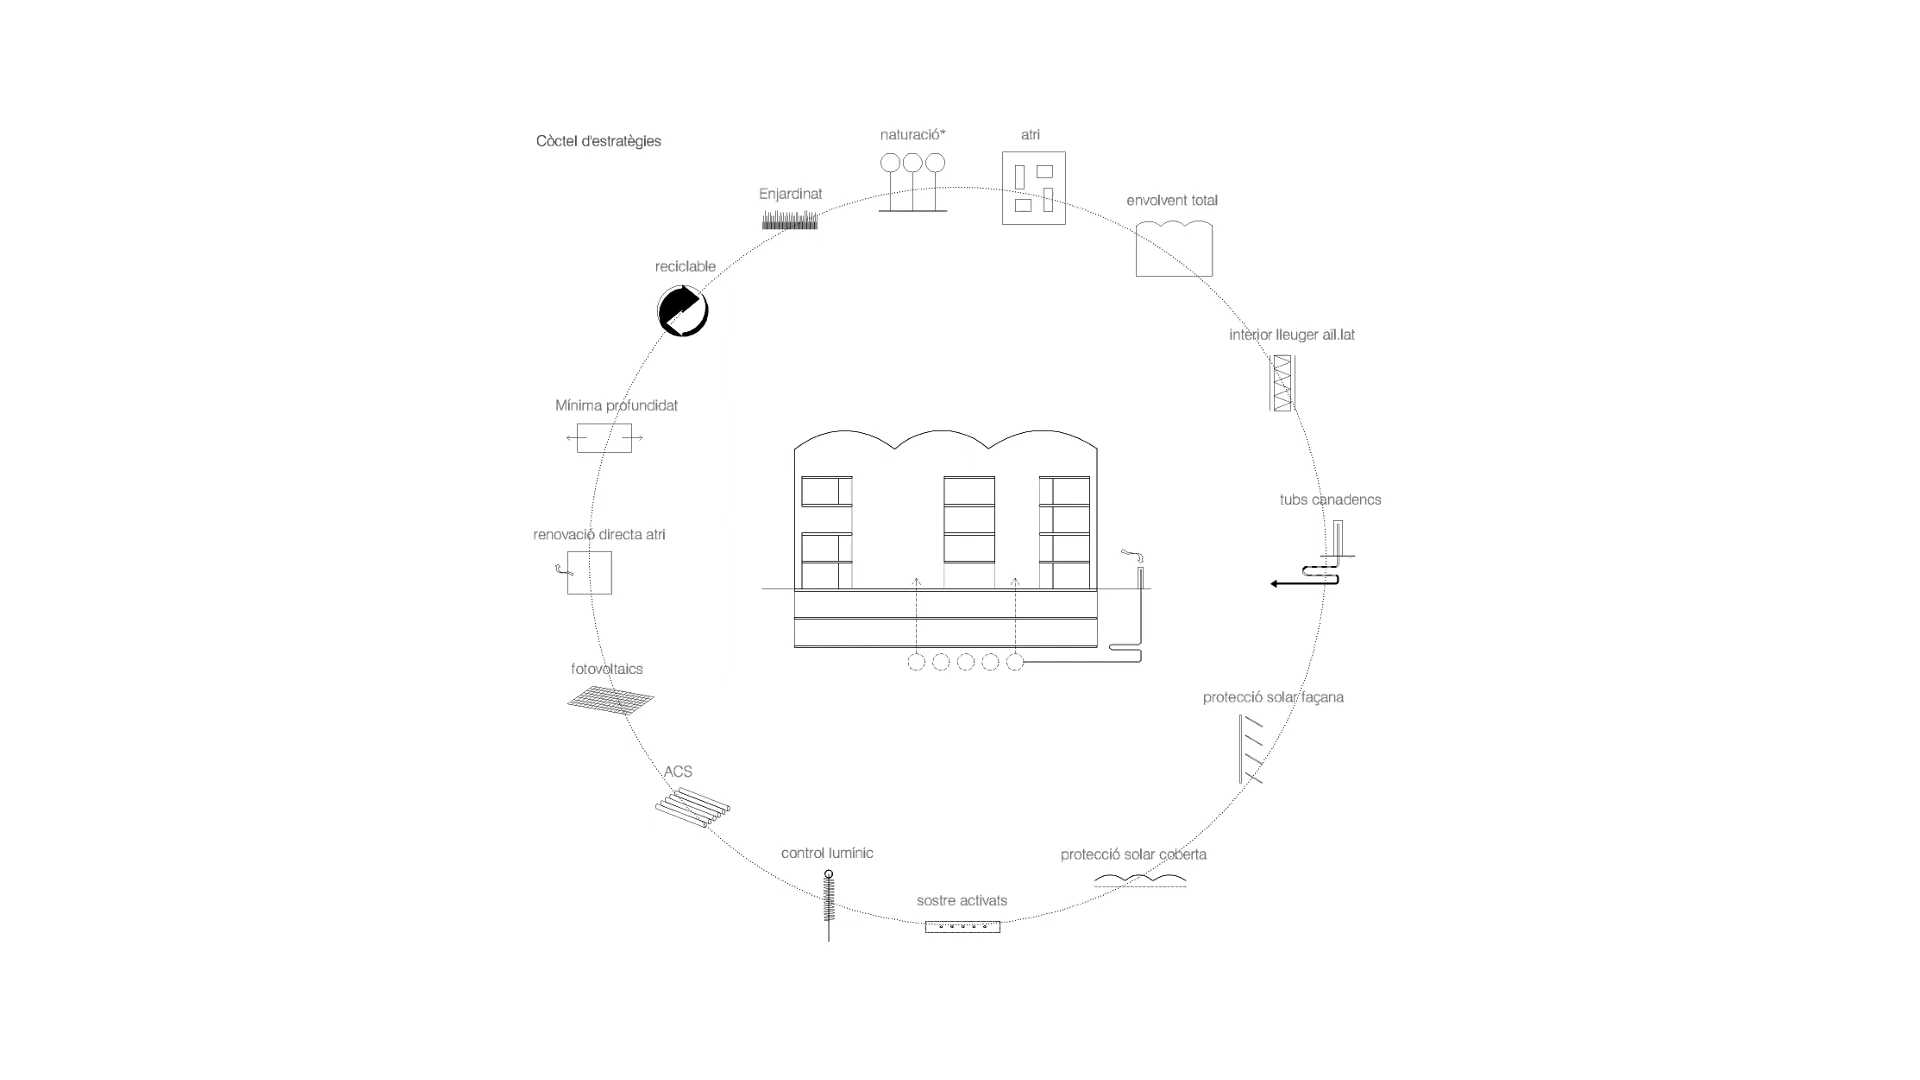 Còctel d'estratègies
naturació*
atri
Enjardinat
envolvent total
reciclable
interior lleuger aïl.lat
Mínima profundidat
tubs canadencs
renovació directa atri
fotovoltaics
protecció solar façana
ACS
control lumínic
protecció solar coberta
sostre activats